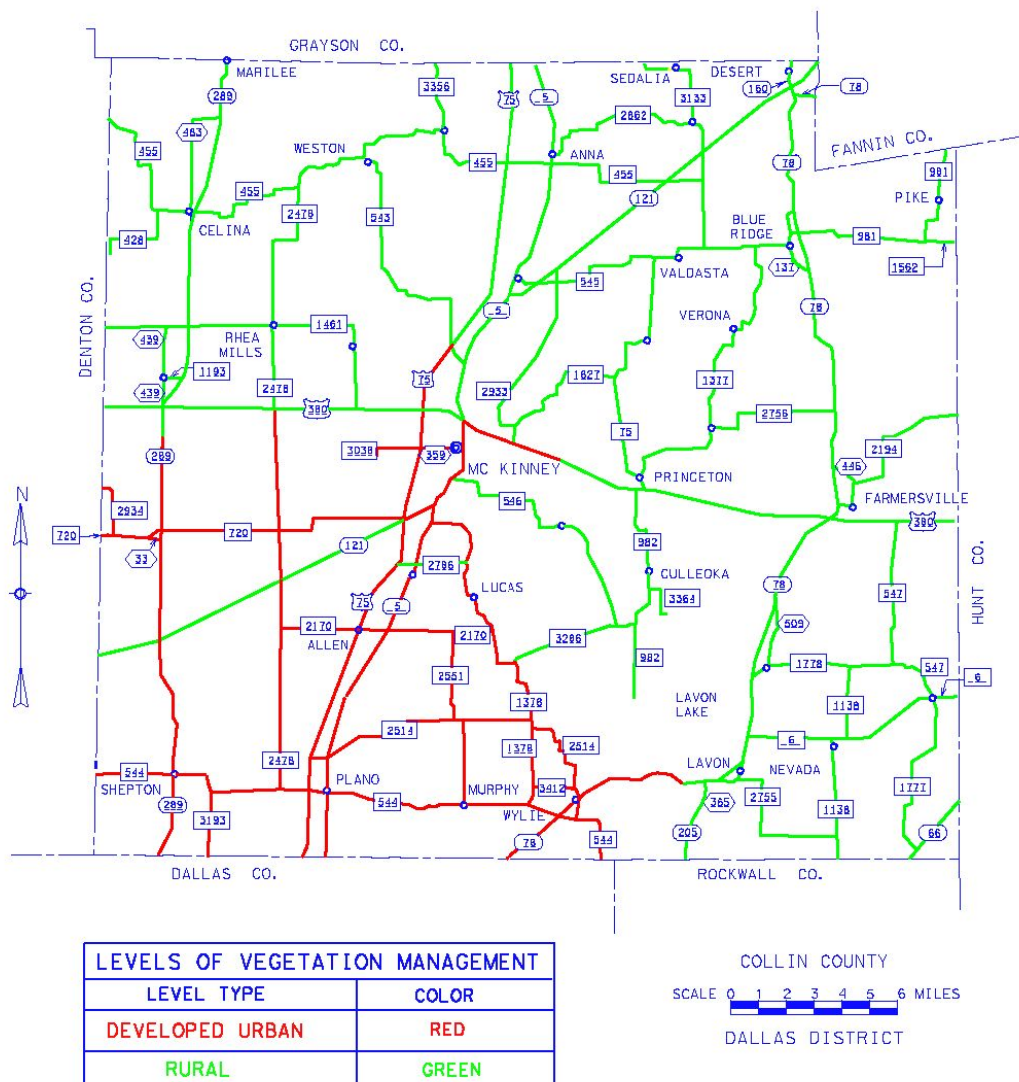 GRAYSON CO.
MARILEE
SEDALIA
DESERT
289
3356
75
5
160
78
3133
2862
463
FANNIN CO.
WESTON
455
455
ANNA
455
78
981
455
121
PIKE
2478
543
CELINA
428
BLUE
RIDGE
981
137
1562
545
VALDASTA
DENTON CO.
5
VERONA
78
1461
439
RHEA
MILLS
1193
75
2933
1827
1377
439
2478
380
75
2756
289
3038
359
MC KINNEY
446
2194
N
PRINCETON
2934
546
FARMERSVILLE
380
720
720
33
121
982
2786
CULLEOKA
HUNT CO.
78
547
LUCAS
3364
75
5
509
2170
2170
3286
ALLEN
982
1778
547
6
2551
1378
LAVON
LAKE
1138
2514
1378
2514
6
LAVON
NEVADA
2478
544
SHEPTON
PLANO
544
MURPHY
3412
WYLIE
365
2755
1777
289
3193
1138
78
544
205
66
DALLAS CO.
ROCKWALL CO.
LEVELS OF VEGETATION MANAGEMENT
LEVEL TYPE COLOR
DEVELOPED URBAN RED
RURAL GREEN
COLLIN COUNTY
SCALE 0 1 2 3 4 5 6 MILES
DALLAS DISTRICT